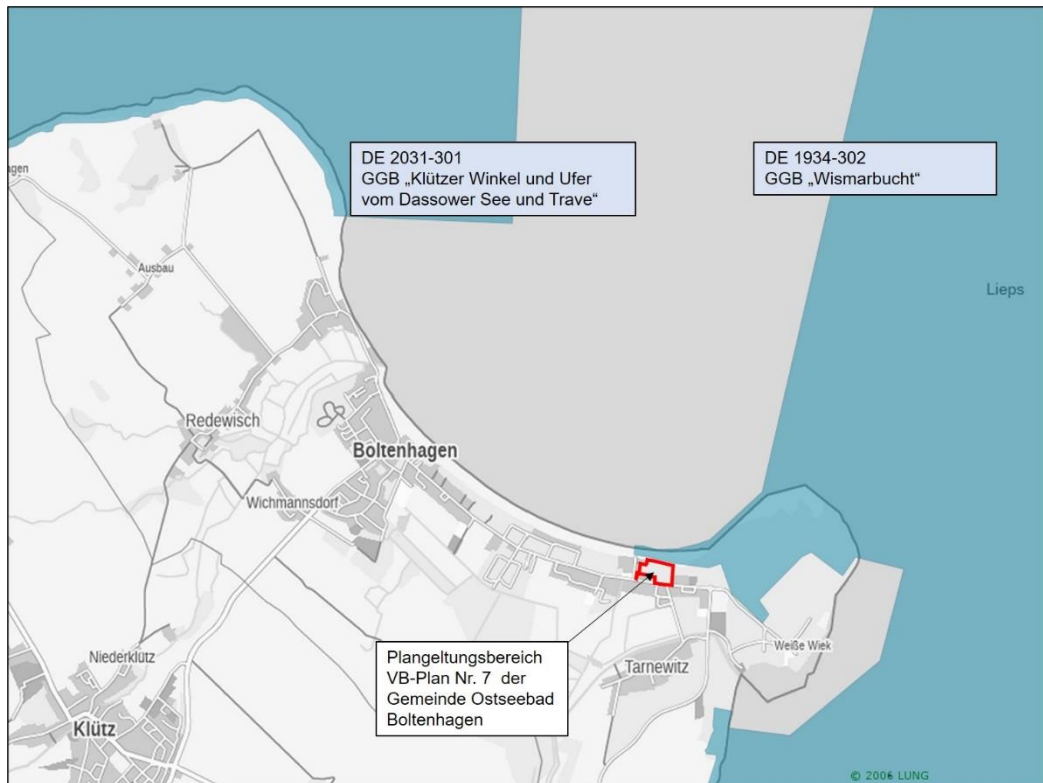 DE 2031-301
GGB „Klützer Winkel und Ufer
vom Dassower See und Trave“
DE 1934-302
GGB „Wismarbucht“
agen
Ausbau
Lieps
Redewisch
Boltenhagen
Wichmannsdorf
Plangeltungsbereich
VB-Plan Nr. 7 der
Gemeinde Ostseebad
Boltenhagen
Weiße Wiek
Tarnewitz
Niederklütz
Klütz
© 2006 LUNG